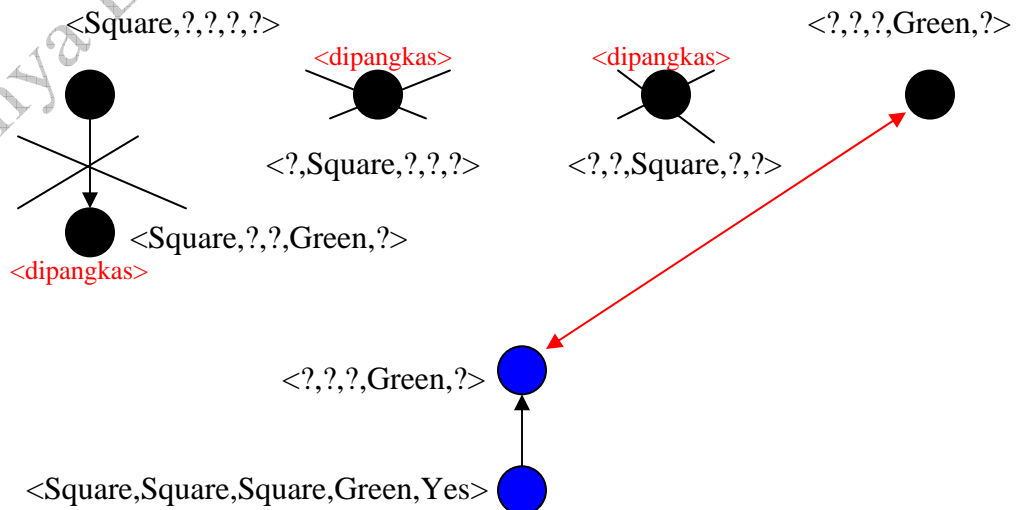 <Square,?,?,?,?>
<?,?,?,Green,?>
<dipangkas>
<dipangkas>
<?,Square,?,?,?>
<?,?,Square,?,?>
<Square,?,?,Green,?>
<dipangkas>
<?,?,?,Green,?>
<Square,Square,Square,Green,Yes>